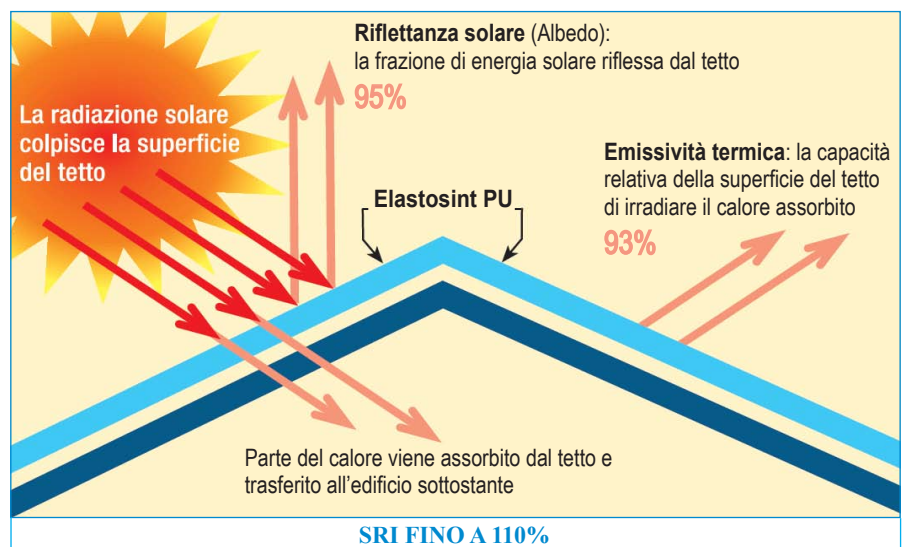 Riflettanza solare (Albedo):
la frazione di energia solare riflessa dal tetto
95%
La radiazione solare
colpisce la superficie
del tetto
Emissività termica: la capacità
relativa della superficie del tetto
di irradiare il calore assorbito
93%
Elastosint PU
Parte del calore viene assorbito dal tetto e
trasferito all'edificio sottostante
SRI FINO A 110%